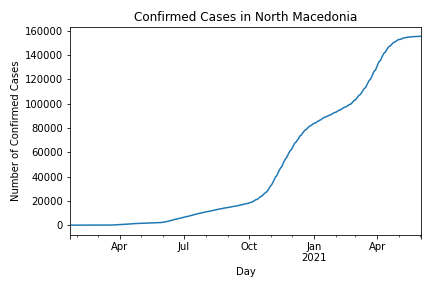 Confirmed Cases in North Macedonia
160000
140000
120000
100000
80000
60000
40000
20000
0
Number of Confirmed Cases
Apr
Jul
Oct
Jan
2021
Apr
Day